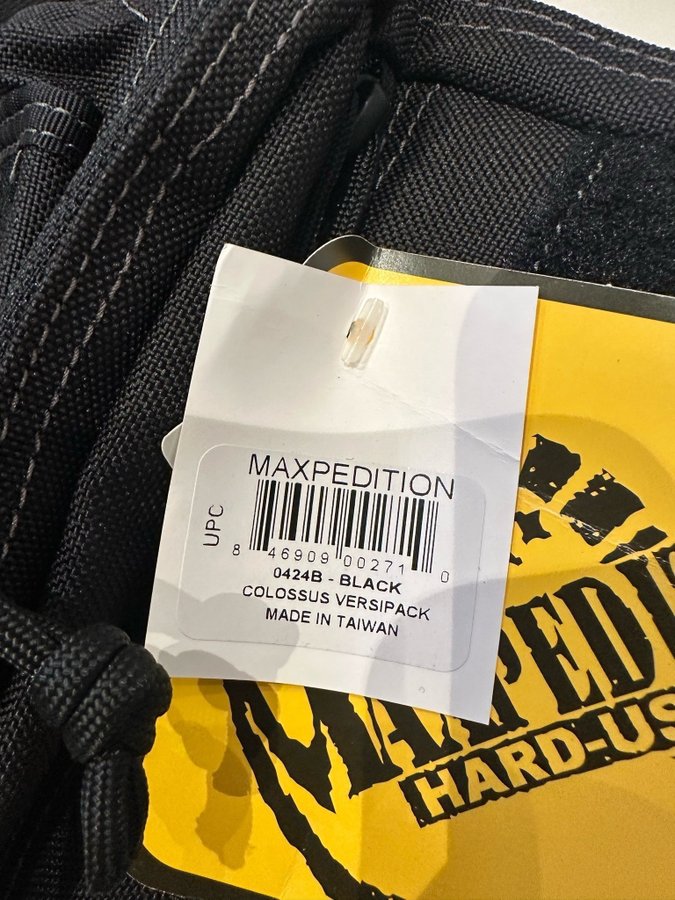 MAXPEDITION
UPC
8 46909 00271 0
0424B - BLACK
COLOSSUS VERSIPACK
MADE IN TAIWAN
HARD-US